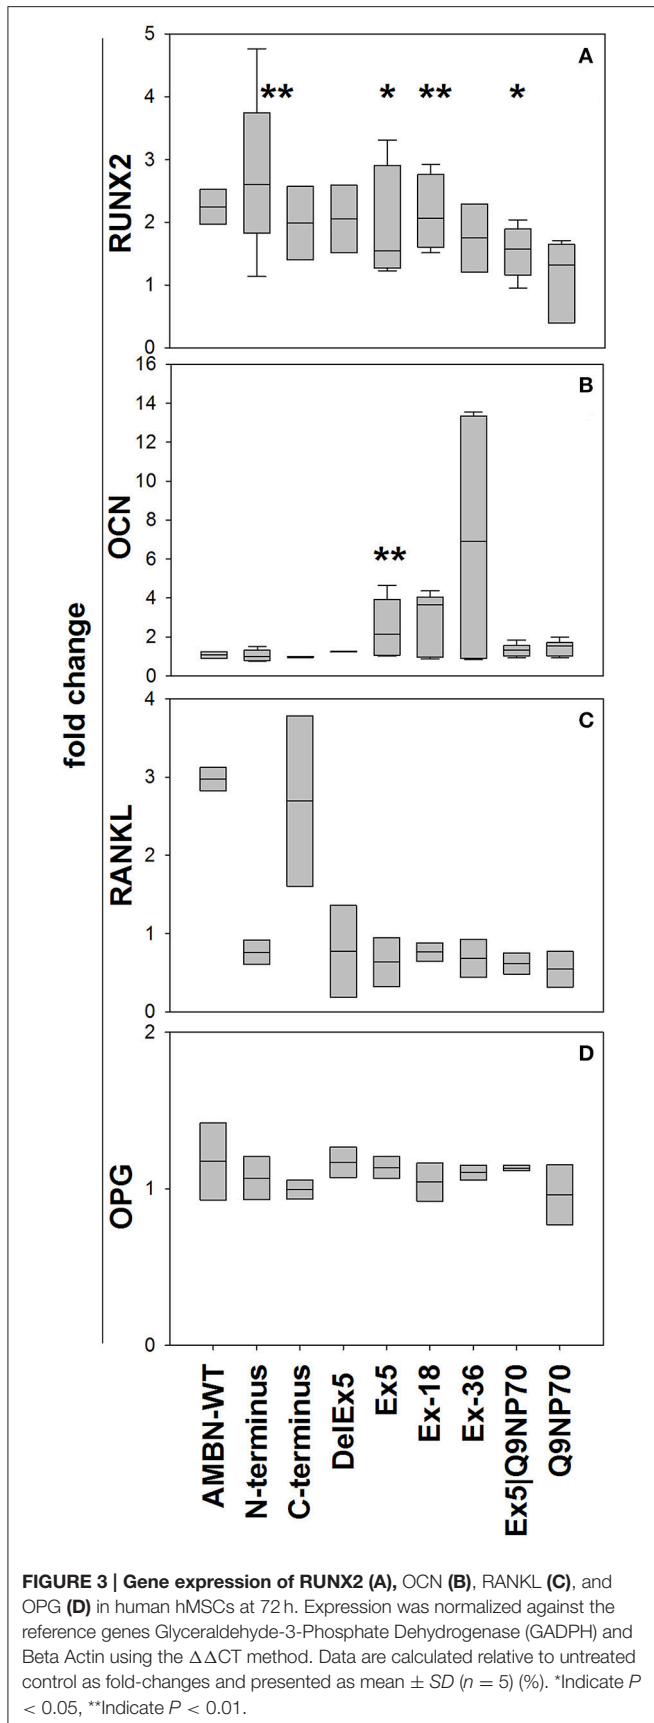 fold change
RUNX2
5
4
3
2
1
0
A
** * ** *
OCN
16
14
12
10
8
6
4
2
0
B
**
RANKL
4
3
2
1
0
C
OPG
2
1
0
D
AMBN-WT
N-terminus
C-terminus
DelEx5
Ex5
Ex-18
Ex-36
Ex5|Q9NP70
Q9NP70
FIGURE 3 | Gene expression of RUNX2 (A), OCN (B), RANKL (C), and
OPG (D) in human hMSCs at 72 h. Expression was normalized against the
reference genes Glyceraldehyde-3-Phosphate Dehydrogenase (GADPH) and
Beta Actin using the ΔΔCT method. Data are calculated relative to untreated
control as fold-changes and presented as mean ± SD (n = 5) (%). *Indicate P
< 0.05, **Indicate P < 0.01.